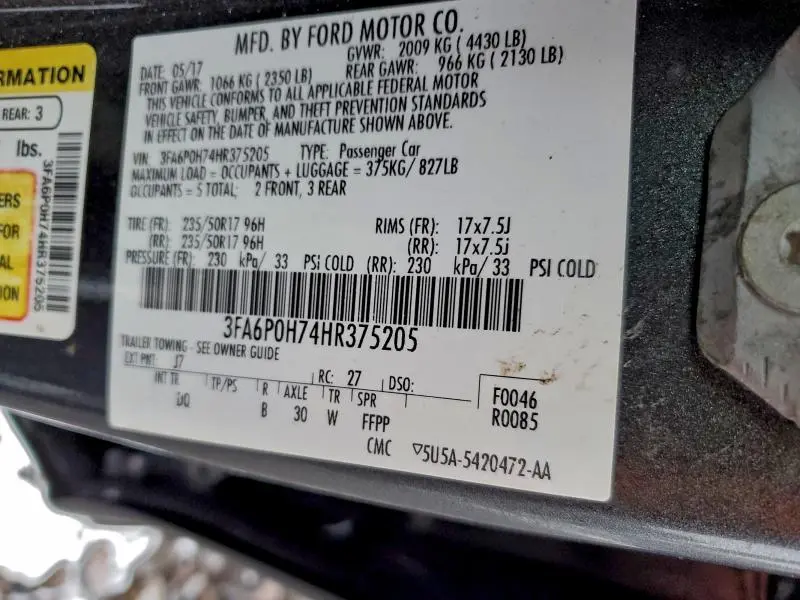 RMATION
REAR: 3
lbs.
ERS
FOR
AL
ION
3FA6P0H74HR375205
MFD. BY FORD MOTOR CO.
DATE: 05/17 GVWR: 2009 KG ( 4430 LB)
FRONT GAWR: 1066 KG ( 2350 LB) REAR GAWR: 966 KG ( 2130 LB)
THIS VEHICLE CONFORMS TO ALL APPLICABLE FEDERAL MOTOR
VEHICLE SAFETY, BUMPER, AND THEFT PREVENTION STANDARDS
IN EFFECT ON THE DATE OF MANUFACTURE SHOWN ABOVE.
VIN: 3FA6P0H74HR375205 TYPE: Passenger Car
MAXIMUM LOAD = OCCUPANTS + LUGGAGE = 375KG/ 827LB
OCCUPANTS = 5 TOTAL: 2 FRONT, 3 REAR
TIRE (FR): 235/50R17 96H RIMS (FR): 17x7.5J
(RR): 235/50R17 96H (RR): 17x7.5j
PRESSURE (FR): 230 kPa/ 33 PSi COLD (RR): 230 kPa/ 33 PSI COLD
3FA6P0H74HR375205
TRAILER TOWING - SEE OWNER GUIDE
EXT PNT: J7 RC: 27 DSO:
INT TR TP/PS R AXLE TR SPR F0046
DQ B 30 W FFPP R0085
CMC ▽5U5A-5420472-AA